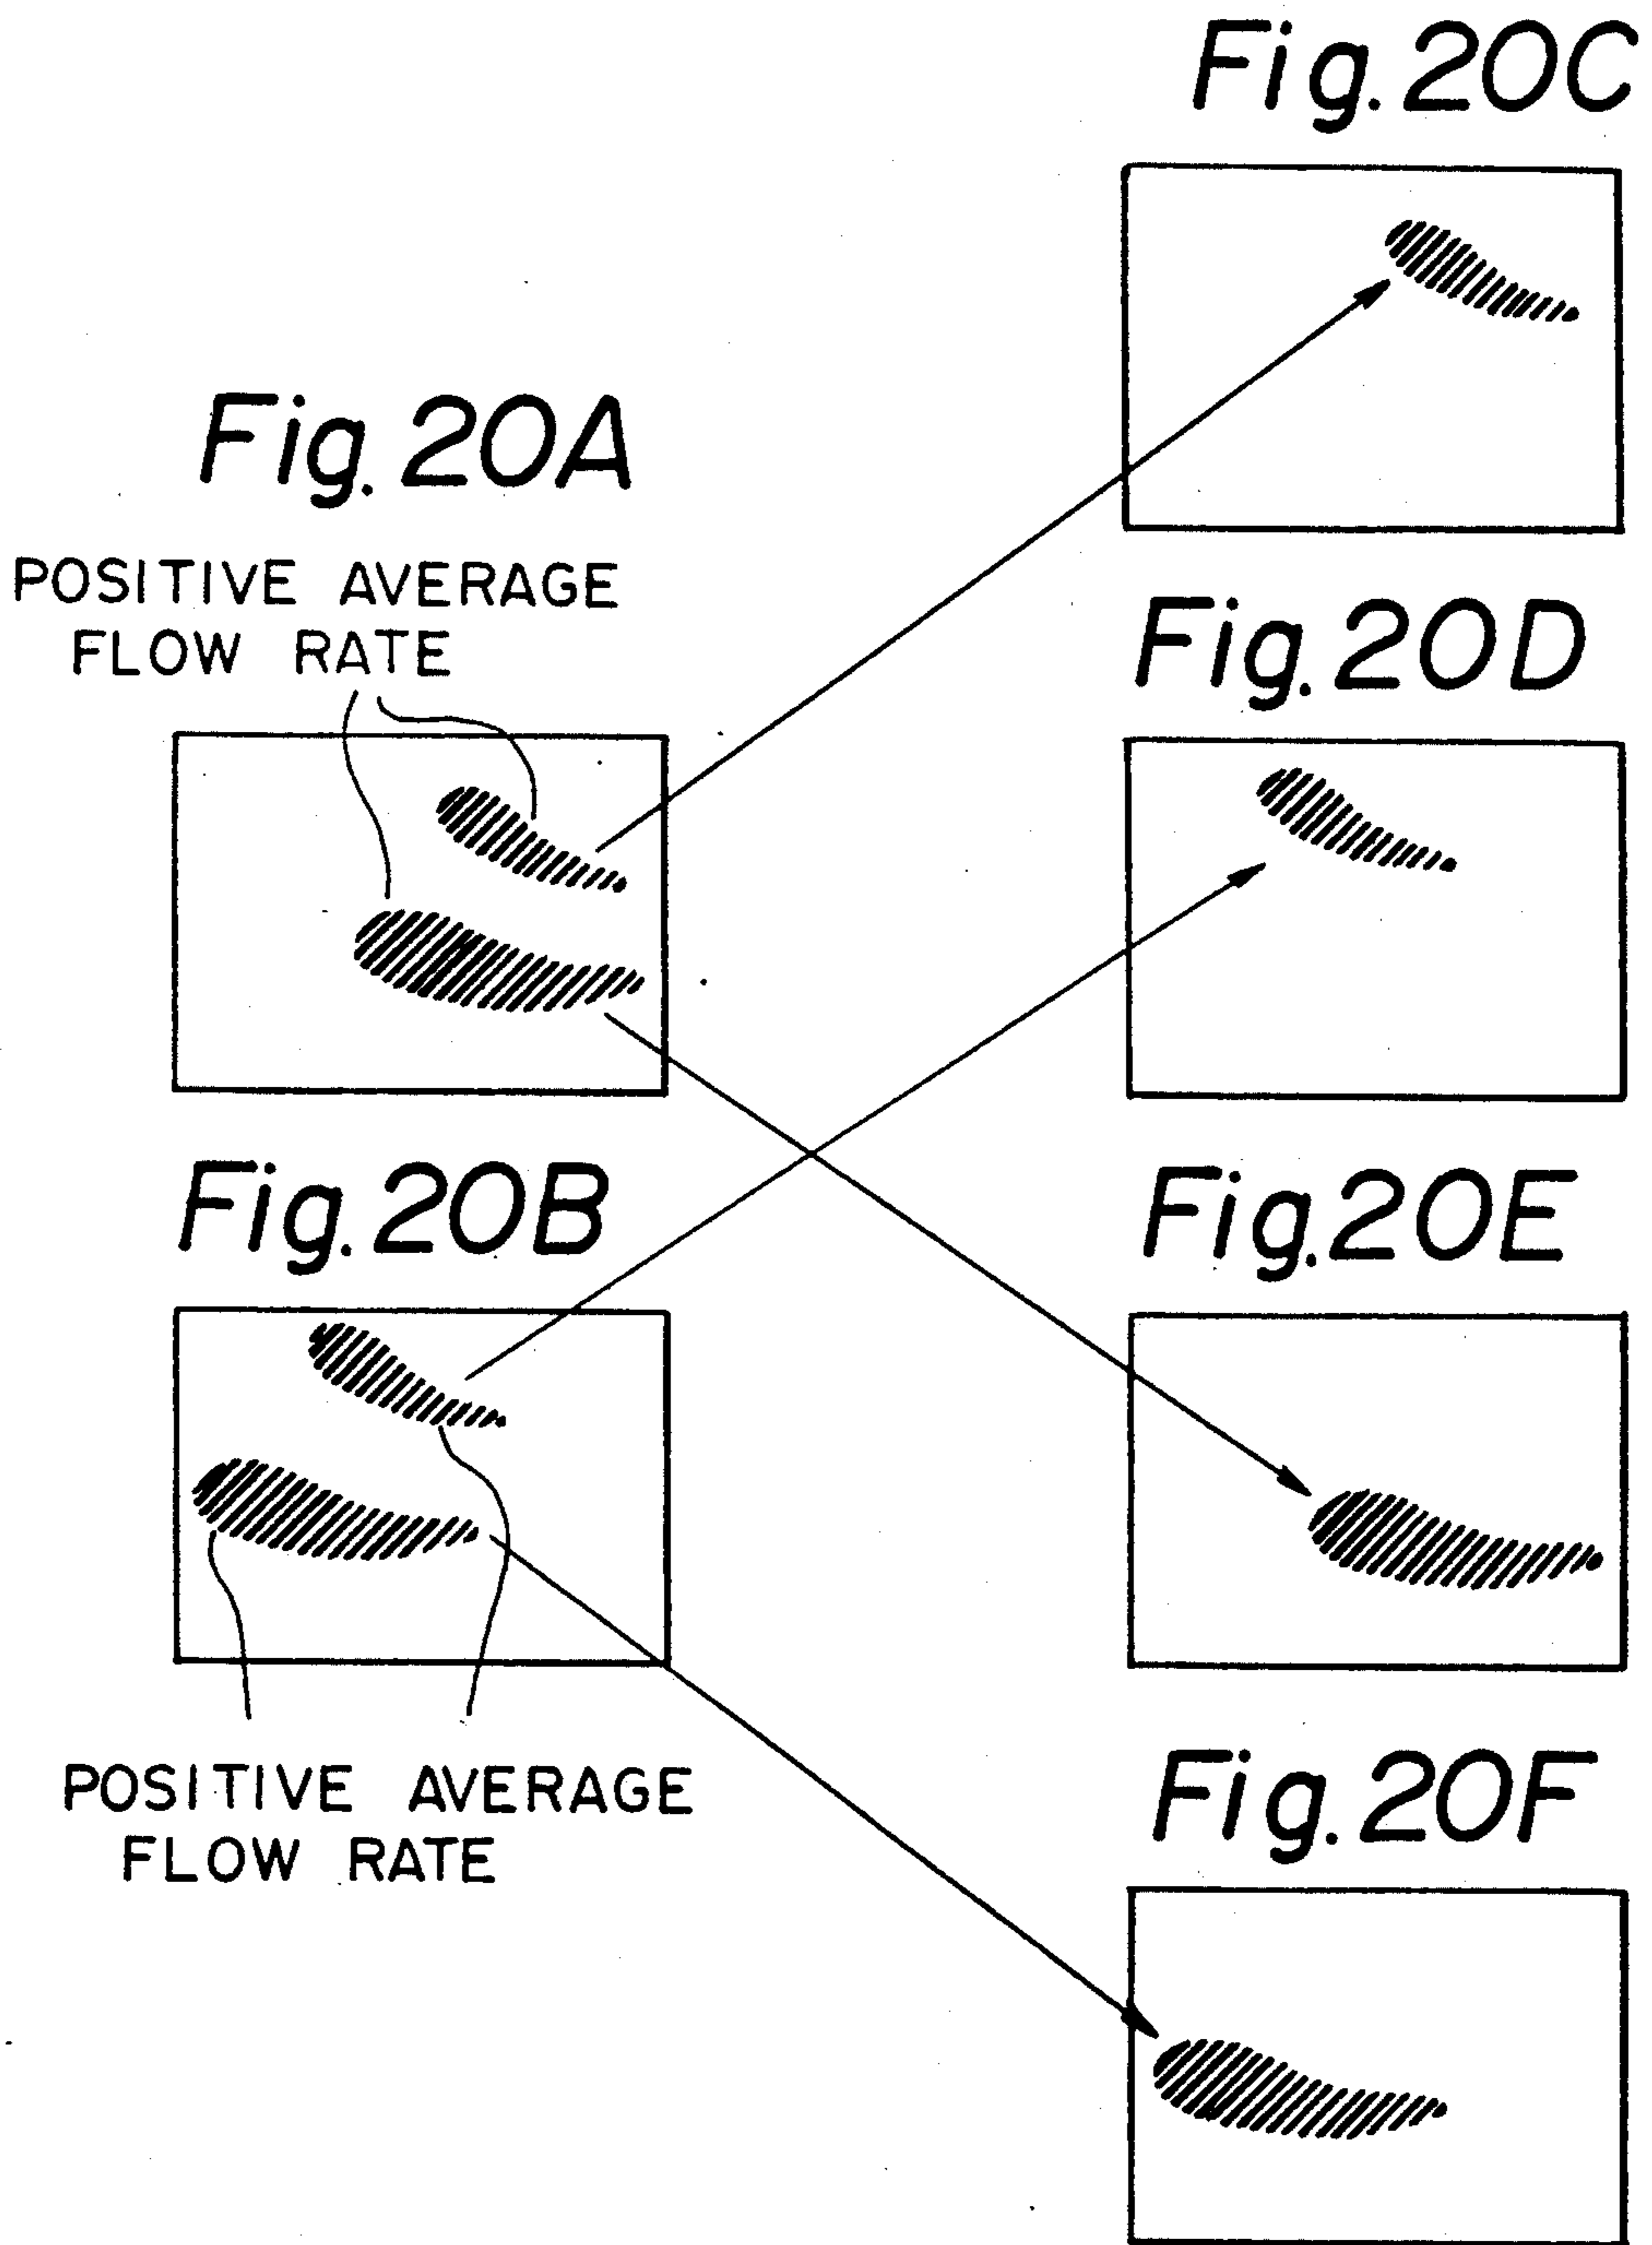 Fig.20C
Fig.20A
POSITIVE AVERAGE
FLOW RATE
Fig.20D
Fig.20B
Fig.20E
POSITIVE AVERAGE
FLOW RATE
Fig.20F